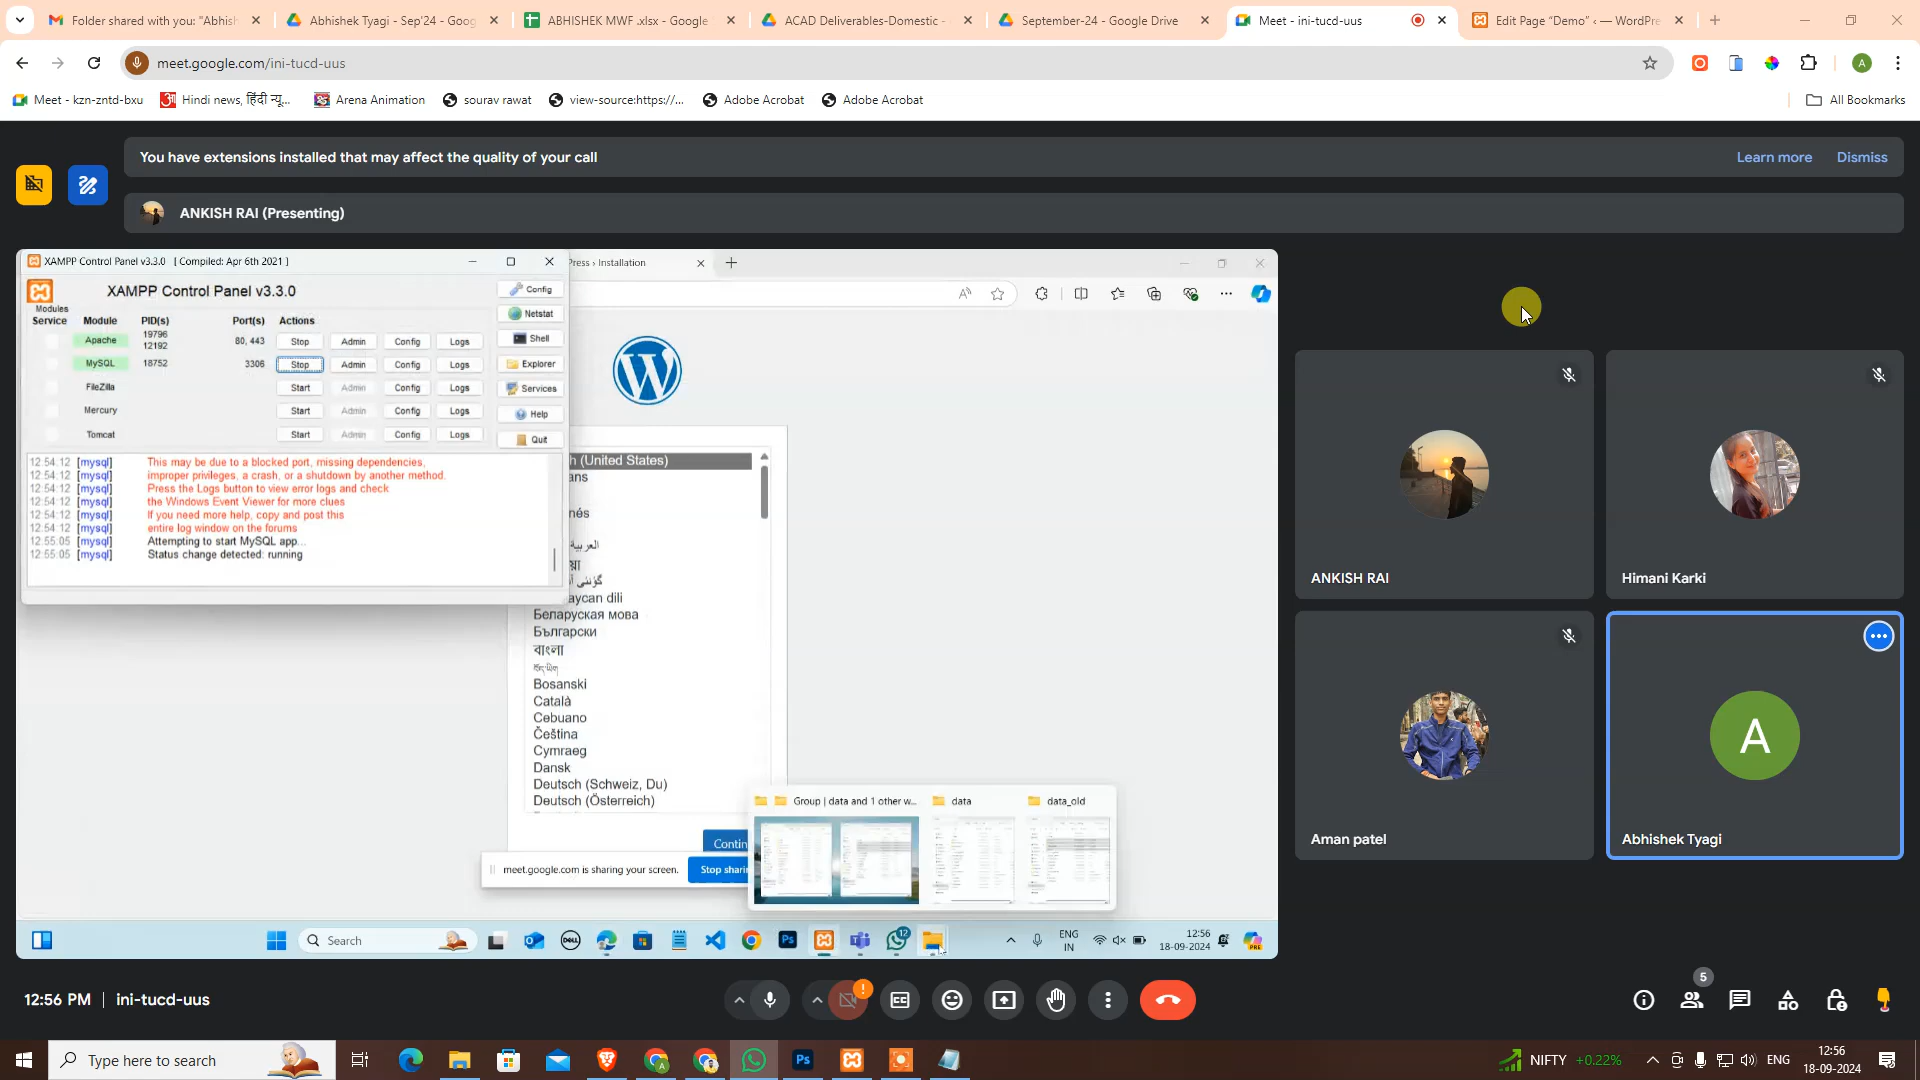 Folder shared with you: "Abhish
Abhishek Tyagi - Sep'24 - Goog
ABHISHEK MWF .xlsx - Google
ACAD Deliverables-Domestic -
September-24 - Google Drive
Meet - ini-tucd-uus
Edit Page “Demo” ‹ — WordPre
meet.google.com/ini-tucd-uus
A
Meet - kzn-zntd-bxu
Hindi news, हिंदी न्यू...
Arena Animation
sourav rawat
view-source:https://...
Adobe Acrobat
Adobe Acrobat
All Bookmarks
You have extensions installed that may affect the quality of your call
Learn more
Dismiss
ANKISH RAI (Presenting)
XAMPP Control Panel v3.3.0 [ Compiled: Apr 6th 2021 ]
Press › Installation
XAMPP Control Panel v3.3.0
Config
Modules
Service
Module
PID(s)
Port(s)
Actions
Netstat
Apache
19796
12192
80, 443
Stop
Admin
Config
Logs
Shell
MySQL
18752
3306
Stop
Admin
Config
Logs
Explorer
FileZilla
Start
Admin
Config
Logs
Services
Mercury
Start
Admin
Config
Logs
Help
Tomcat
Start
Admin
Config
Logs
Quit
12:54:12 [mysql] This may be due to a blocked port, missing dependencies,
12:54:12 [mysql] improper privileges, a crash, or a shutdown by another method.
12:54:12 [mysql] Press the Logs button to view error logs and check
12:54:12 [mysql] the Windows Event Viewer for more clues
12:54:12 [mysql] If you need more help, copy and post this
12:54:12 [mysql] entire log window on the forums
12:55:05 [mysql] Attempting to start MySQL app...
12:55:05 [mysql] Status change detected: running
h (United States)
ans
nés
العربية
aycan dili
Беларуская мова
Български
বাংলা
Bosanski
Català
Cebuano
Čeština
Cymraeg
Dansk
Deutsch (Schweiz, Du)
Deutsch (Österreich)
Contin
Group | data and 1 other w...
data
data_old
meet.google.com is sharing your screen.
Stop shari
Search
DELL
Ps
12
ENG
IN
12:56
18-09-2024
ANKISH RAI
Himani Karki
Aman patel
A
Abhishek Tyagi
12:56 PM | ini-tucd-uus
5
Type here to search
Ps
NIFTY +0.22%
ENG
12:56
18-09-2024